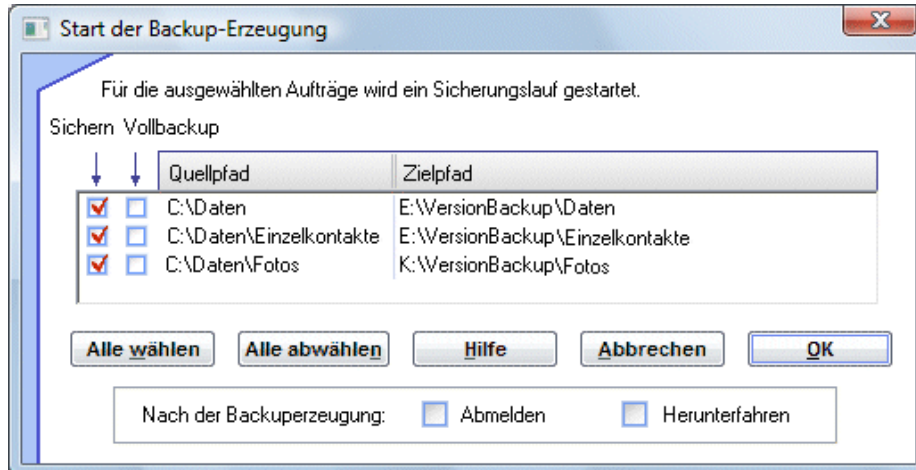 Start der Backup-Erzeugung
Für die ausgewählten Aufträge wird ein Sicherungslauf gestartet.
Sichern Vollbackup
Quellpfad Zielpfad
C:\Daten E:\VersionBackup\Daten
C:\Daten\Einzelkontakte E:\VersionBackup\Einzelkontakte
C:\Daten\Fotos K:\VersionBackup\Fotos
Alle wählen Alle abwählen Hilfe Abbrechen OK
Nach der Backuperzeugung: Abmelden Herunterfahren